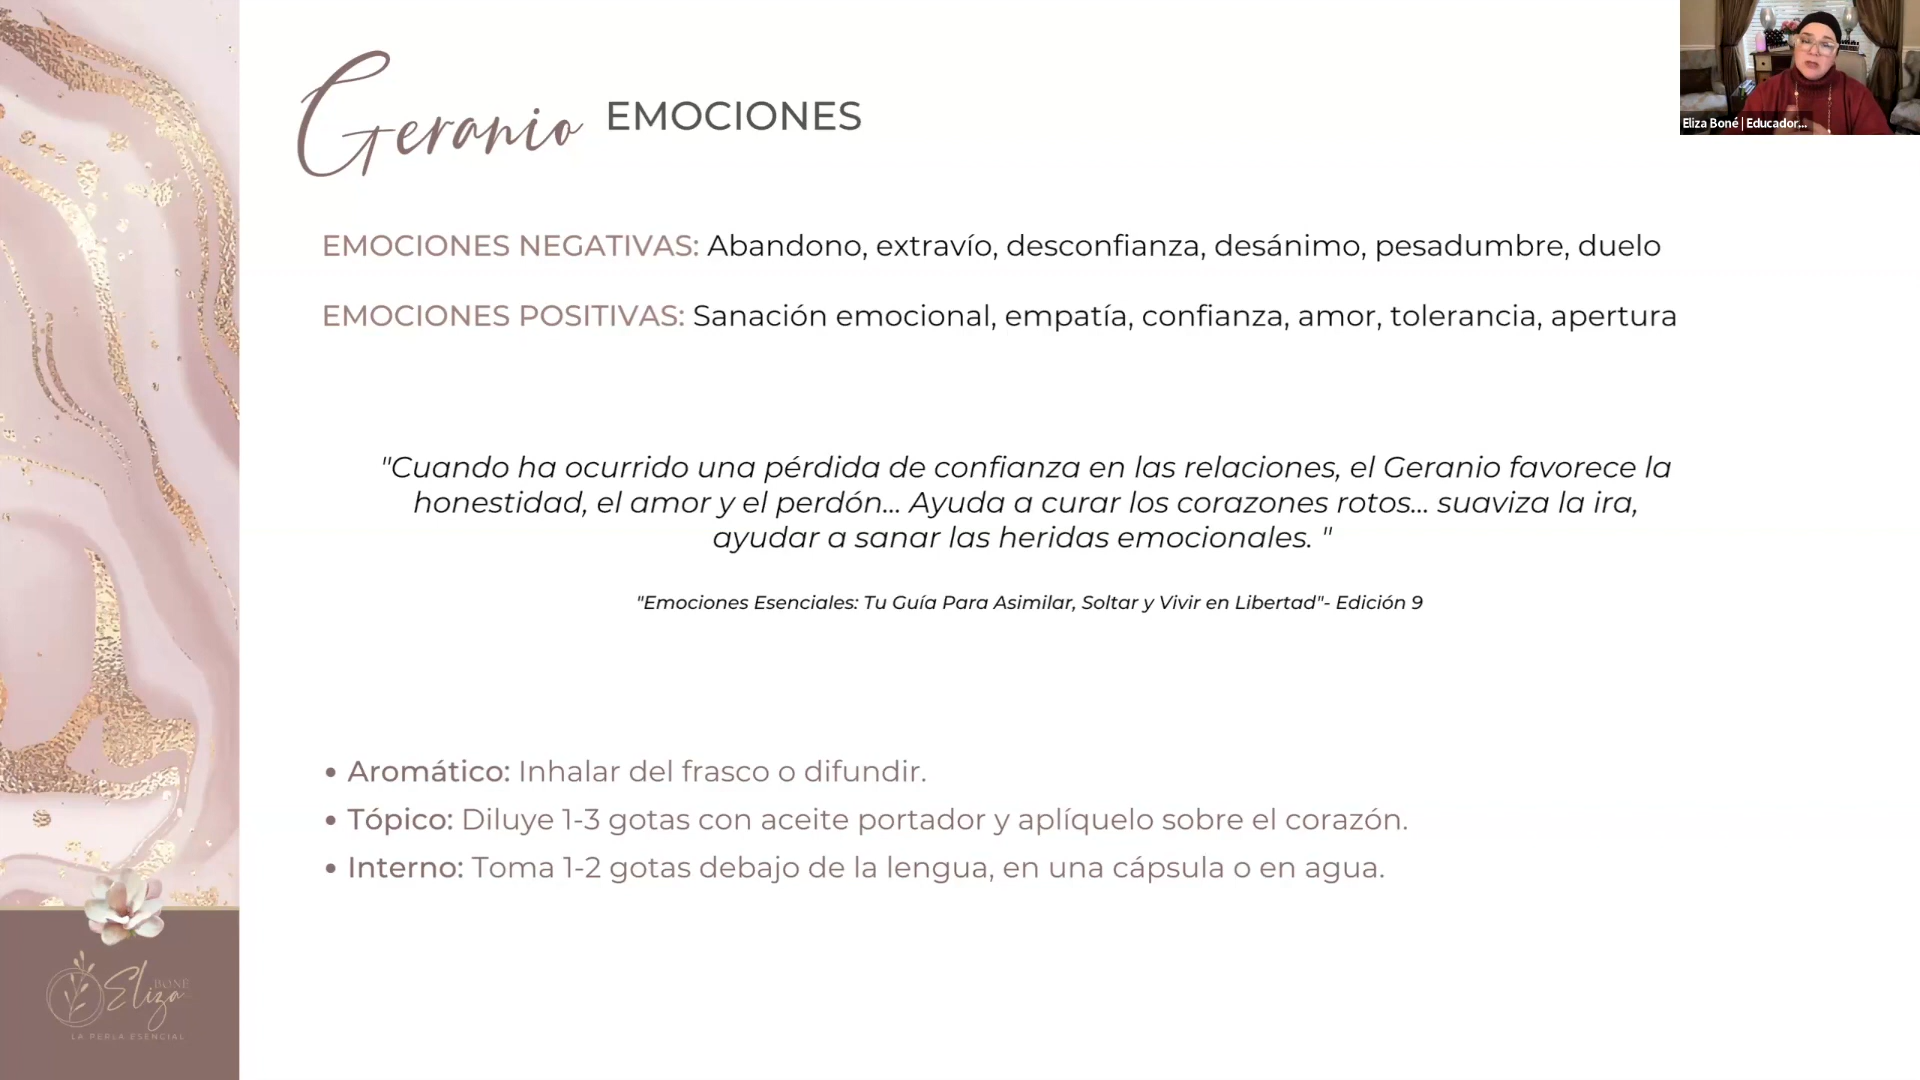 Geranio EMOCIONES
Eliza Boné | Educador...
EMOCIONES NEGATIVAS: Abandono, extravío, desconfianza, desánimo, pesadumbre, duelo
EMOCIONES POSITIVAS: Sanación emocional, empatía, confianza, amor, tolerancia, apertura
"Cuando ha ocurrido una pérdida de confianza en las relaciones, el Geranio favorece la
honestidad, el amor y el perdón... Ayuda a curar los corazones rotos... suaviza la ira,
ayudar a sanar las heridas emocionales. "
"Emociones Esenciales: Tu Guía Para Asimilar, Soltar y Vivir en Libertad"- Edición 9
• Aromático: Inhalar del frasco o difundir.
• Tópico: Diluye 1-3 gotas con aceite portador y aplíquelo sobre el corazón.
• Interno: Toma 1-2 gotas debajo de la lengua, en una cápsula o en agua.
Eliza BONÉ
LA PERLA ESENCIAL